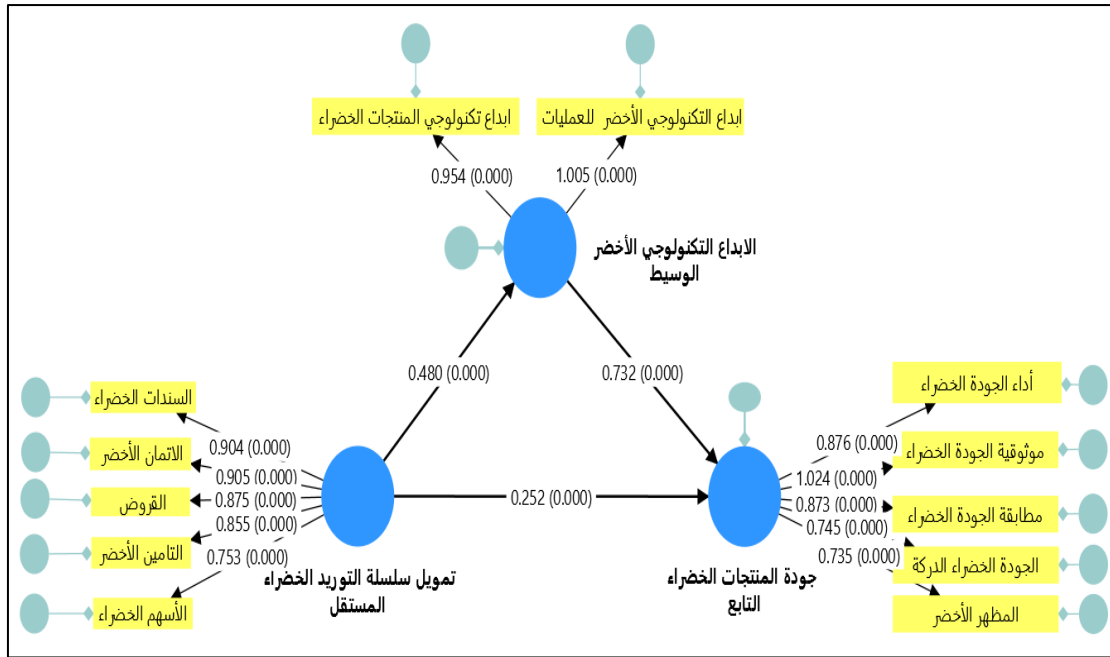 ابداع تكنولوجي المنتجات الخضراء
ابداع التكنولوجي الأخضر للعمليات
0.954 (0.000)
1.005 (0.000)
الابداع التكنولوجي الأخضر
الوسيط
0.480 (0.000)
0.732 (0.000)
السندات الخضراء
الاتمان الأخضر
القروض
التامين الأخضر
الأسهم الخضراء
0.904 (0.000)
0.905 (0.000)
0.875 (0.000)
0.855 (0.000)
0.753 (0.000)
تمويل سلسلة التوريد الخضراء
المستقل
0.252 (0.000)
جودة المنتجات الخضراء
التابع
0.876 (0.000)
1.024 (0.000)
0.873 (0.000)
0.745 (0.000)
0.735 (0.000)
أداء الجودة الخضراء
موثوقية الجودة الخضراء
مطابقة الجودة الخضراء
الجودة الخضراء الدركة
المظهر الأخضر